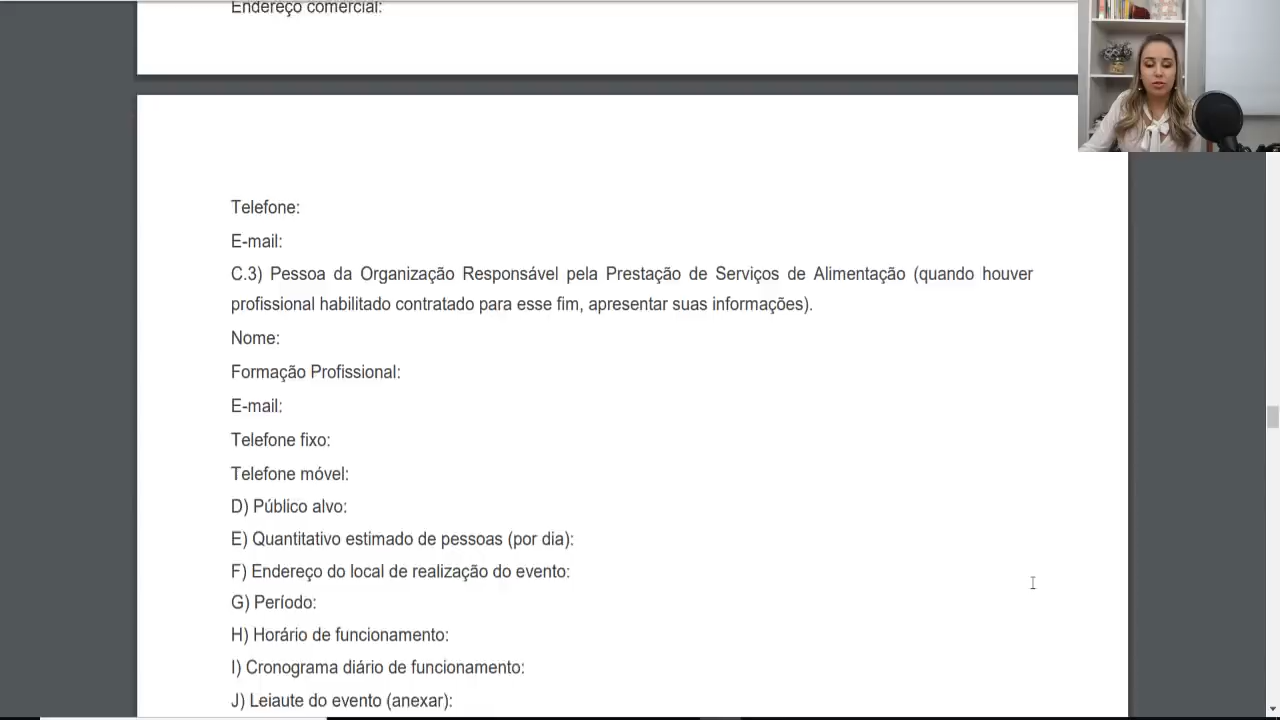 Endereço comercial:
Telefone:
E-mail:
C.3) Pessoa da Organização Responsável pela Prestação de Serviços de Alimentação (quando houver
profissional habilitado contratado para esse fim, apresentar suas informações).
Nome:
Formação Profissional:
E-mail:
Telefone fixo:
Telefone móvel:
D) Público alvo:
E) Quantitativo estimado de pessoas (por dia):
F) Endereço do local de realização do evento:
G) Período:
H) Horário de funcionamento:
I) Cronograma diário de funcionamento:
J) Leiaute do evento (anexar):